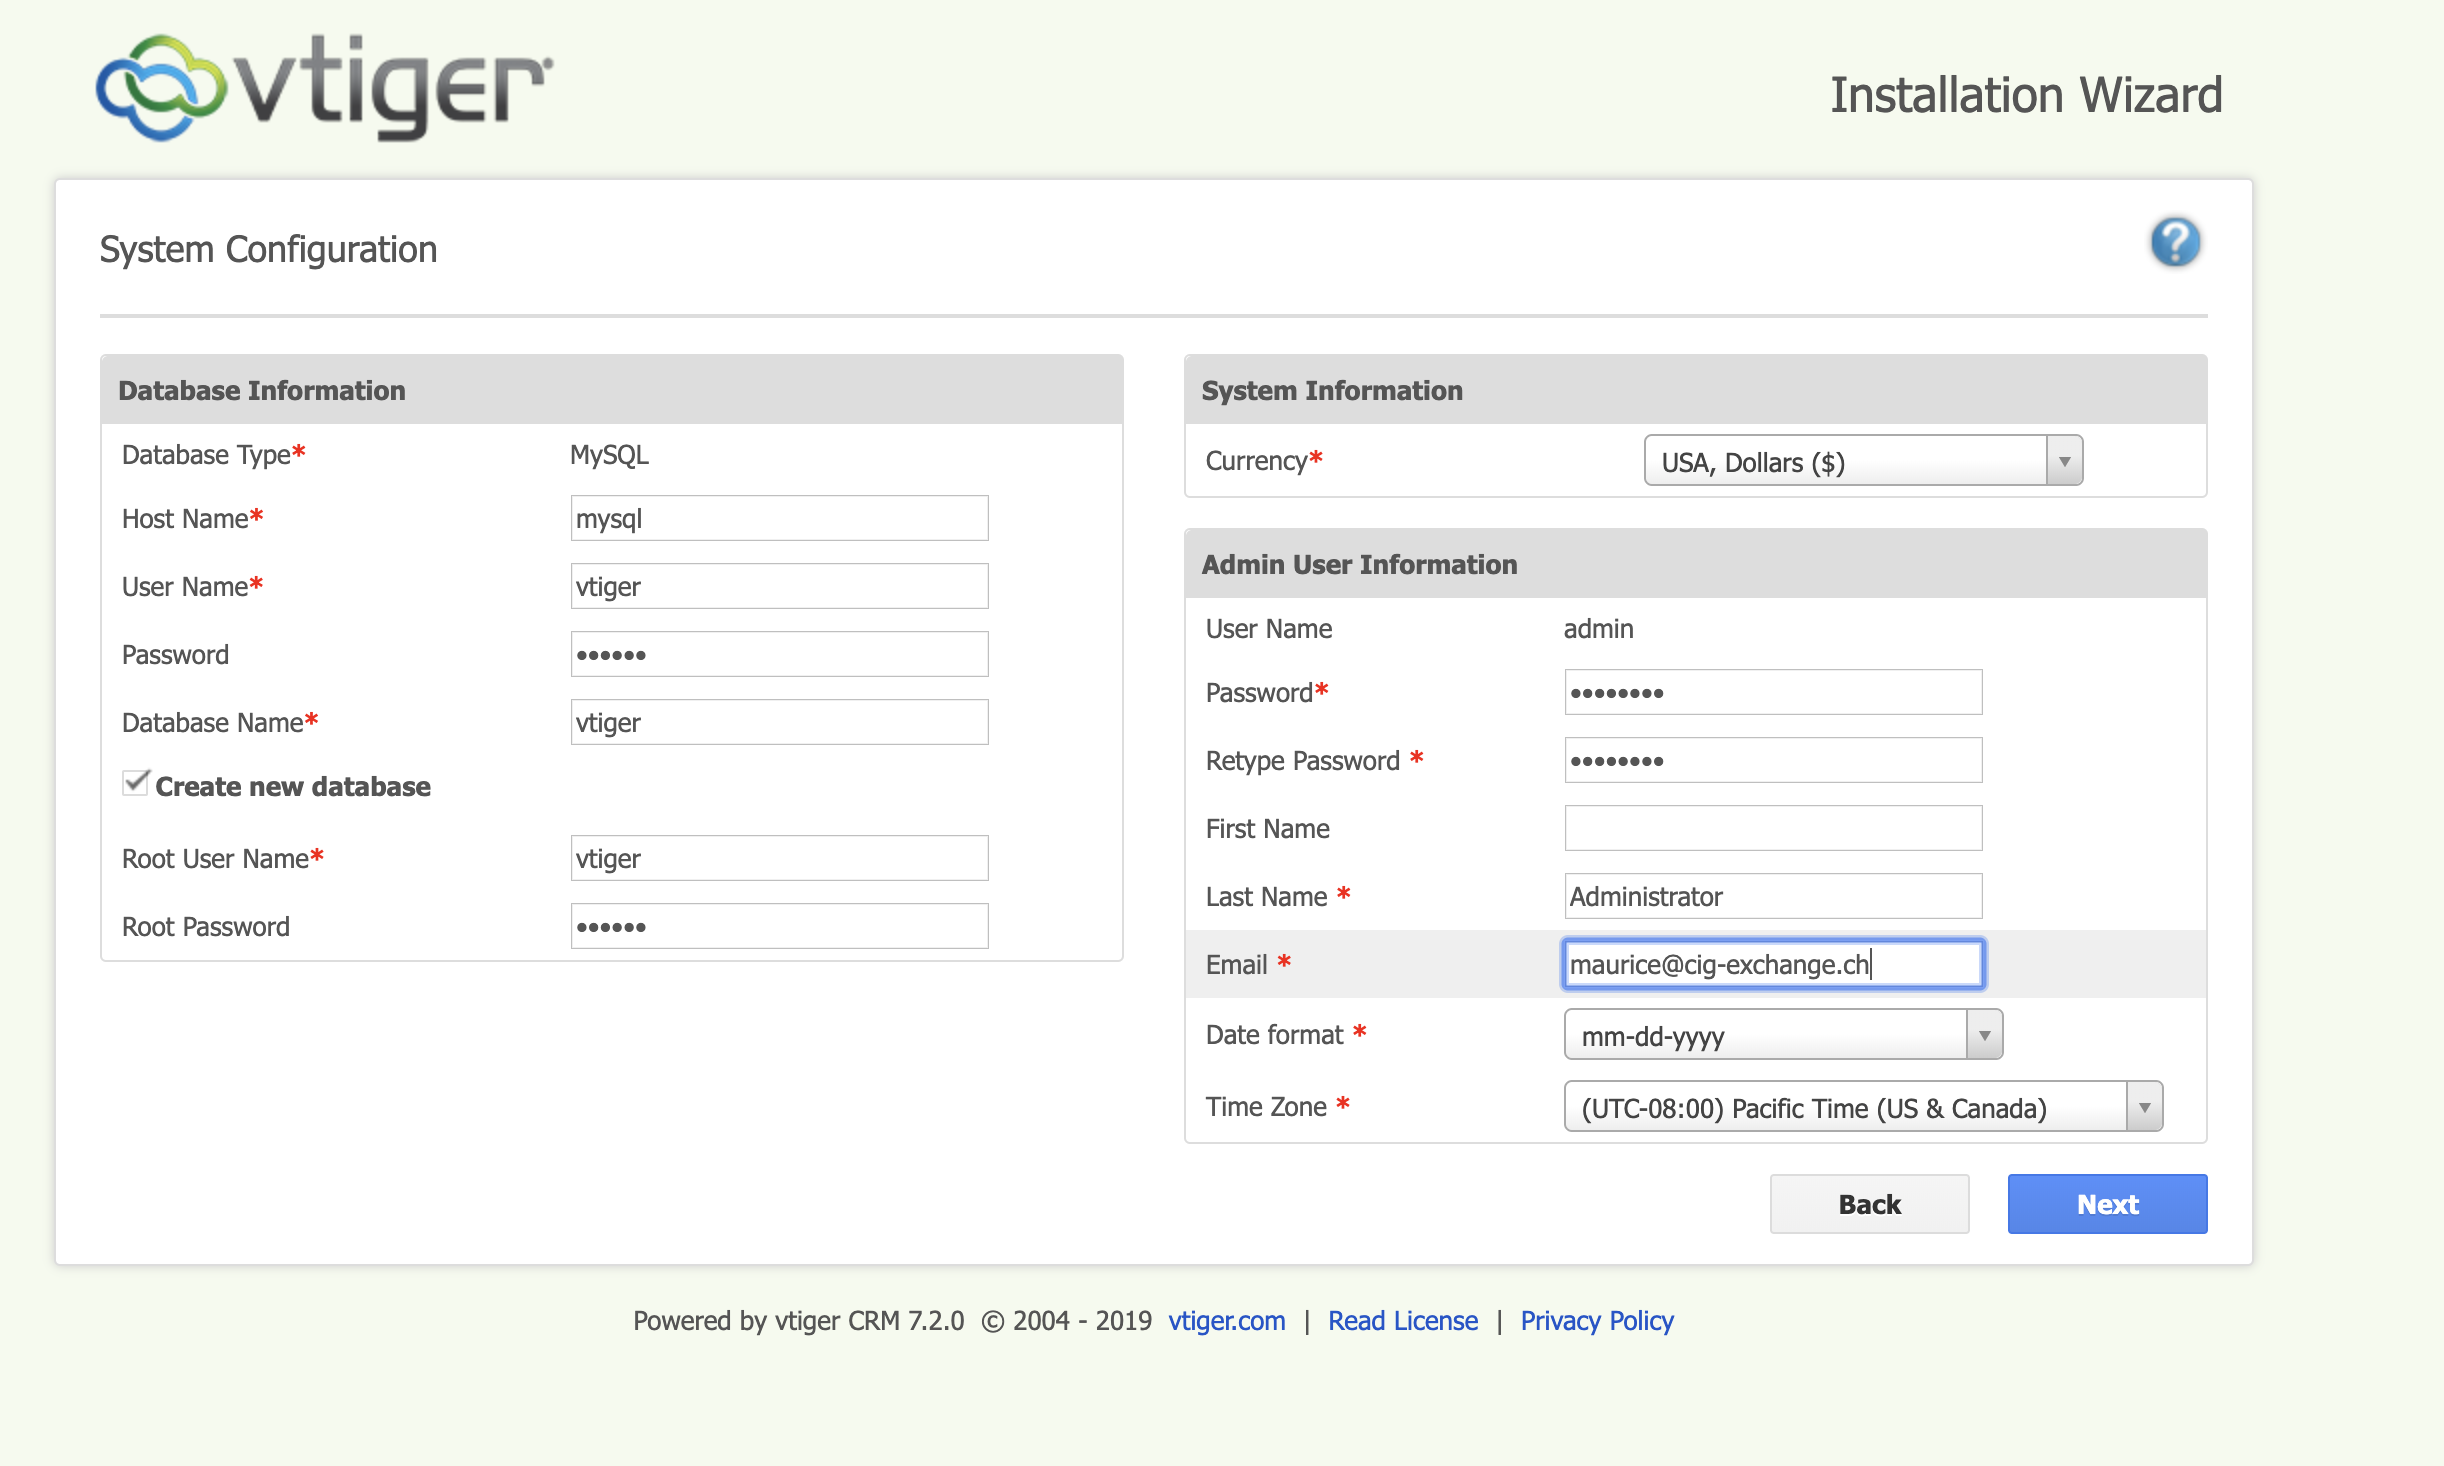 vtiger
Installation Wizard
System Configuration
?
Database Information
Database Type*
MySQL
Host Name*
mysql
User Name*
vtiger
Password
••••••
Database Name*
vtiger
Create new database
Root User Name*
vtiger
Root Password
••••••
System Information
Currency*
USA, Dollars ($)
Admin User Information
User Name
admin
Password*
••••••••
Retype Password *
••••••••
First Name
Last Name *
Administrator
Email *
maurice@cig-exchange.ch
Date format *
mm-dd-yyyy
Time Zone *
(UTC-08:00) Pacific Time (US & Canada)
Back
Next
Powered by vtiger CRM 7.2.0 © 2004 - 2019 vtiger.com | Read License | Privacy Policy